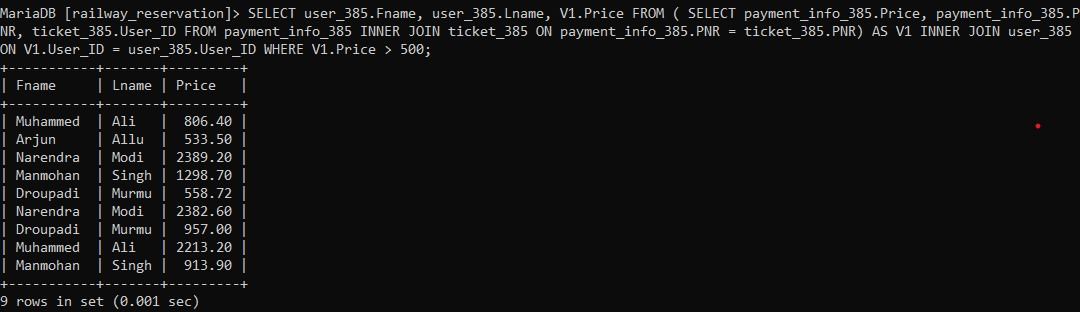 MariaDB [railway_reservation]> SELECT user_385.Fname, user_385.Lname, V1.Price FROM ( SELECT payment_info_385.Price, payment_info_385.P
NR, ticket_385.User_ID FROM payment_info_385 INNER JOIN ticket_385 ON payment_info_385.PNR = ticket_385.PNR) AS V1 INNER JOIN user_385
ON V1.User_ID = user_385.User_ID WHERE V1.Price > 500;
+-----------+-------+---------+
| Fname     | Lname | Price   |
+-----------+-------+---------+
| Muhammed  | Ali   |  806.40 |
| Arjun     | Allu  |  533.50 |
| Narendra  | Modi  | 2389.20 |
| Manmohan  | Singh | 1298.70 |
| Droupadi  | Murmu |  558.72 |
| Narendra  | Modi  | 2382.60 |
| Droupadi  | Murmu |  957.00 |
| Muhammed  | Ali   | 2213.20 |
| Manmohan  | Singh |  913.90 |
+-----------+-------+---------+
9 rows in set (0.001 sec)